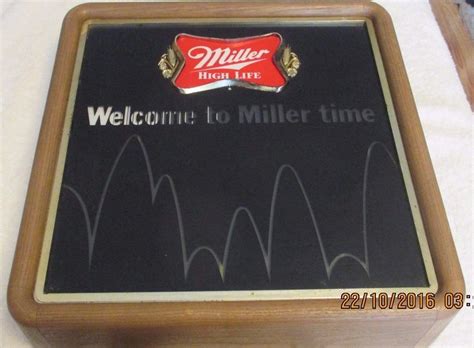 Miller
HIGH LIFE
Welcome to Miller time
22/10/2016 03: